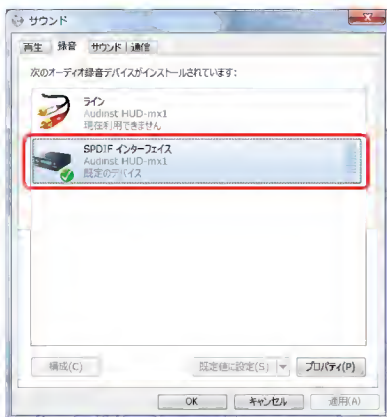 サウンド
再生 録音 サウンド 通信
次のオーディオ録音デバイスがインストールされています:
ライン
Audinst HUD-mx1
現在利用できません
SPDIF インターフェイス
Audinst HUD-mx1
既定のデバイス
構成(C) 既定値に設定(S) プロパティ(P)
OK キャンセル 適用(A)